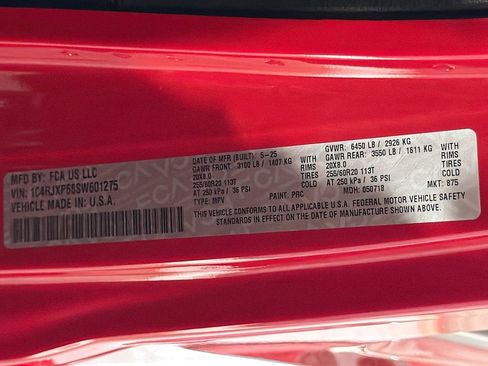 MFD BY: FCA US LLC
DATE OF MFR (BUILT): 5-25
GVWR: 6450 LB / 2926 KG
VIN: 1C4RJXP65SW601275
GAWR FRONT: 3100 LB / 1407 KG WITH
GAWR REAR: 3550 LB / 1611 KG WITH
VEHICLE MADE IN: U.S.A.
20X8.0 RIMS
20X8.0 RIMS
255/60R20 113T TIRES
255/60R20 113T TIRES
AT 250 kPa / 36 PSI
AT 250 kPa / 36 PSI
TYPE: MPV PAINT: PRC MDH: 050718 MKT: 875
THIS VEHICLE CONFORMS TO ALL APPLICABLE U.S.A. FEDERAL MOTOR VEHICLE SAFETY
STANDARDS IN EFFECT ON THE DATE OF MANUFACTURE SHOWN ABOVE.